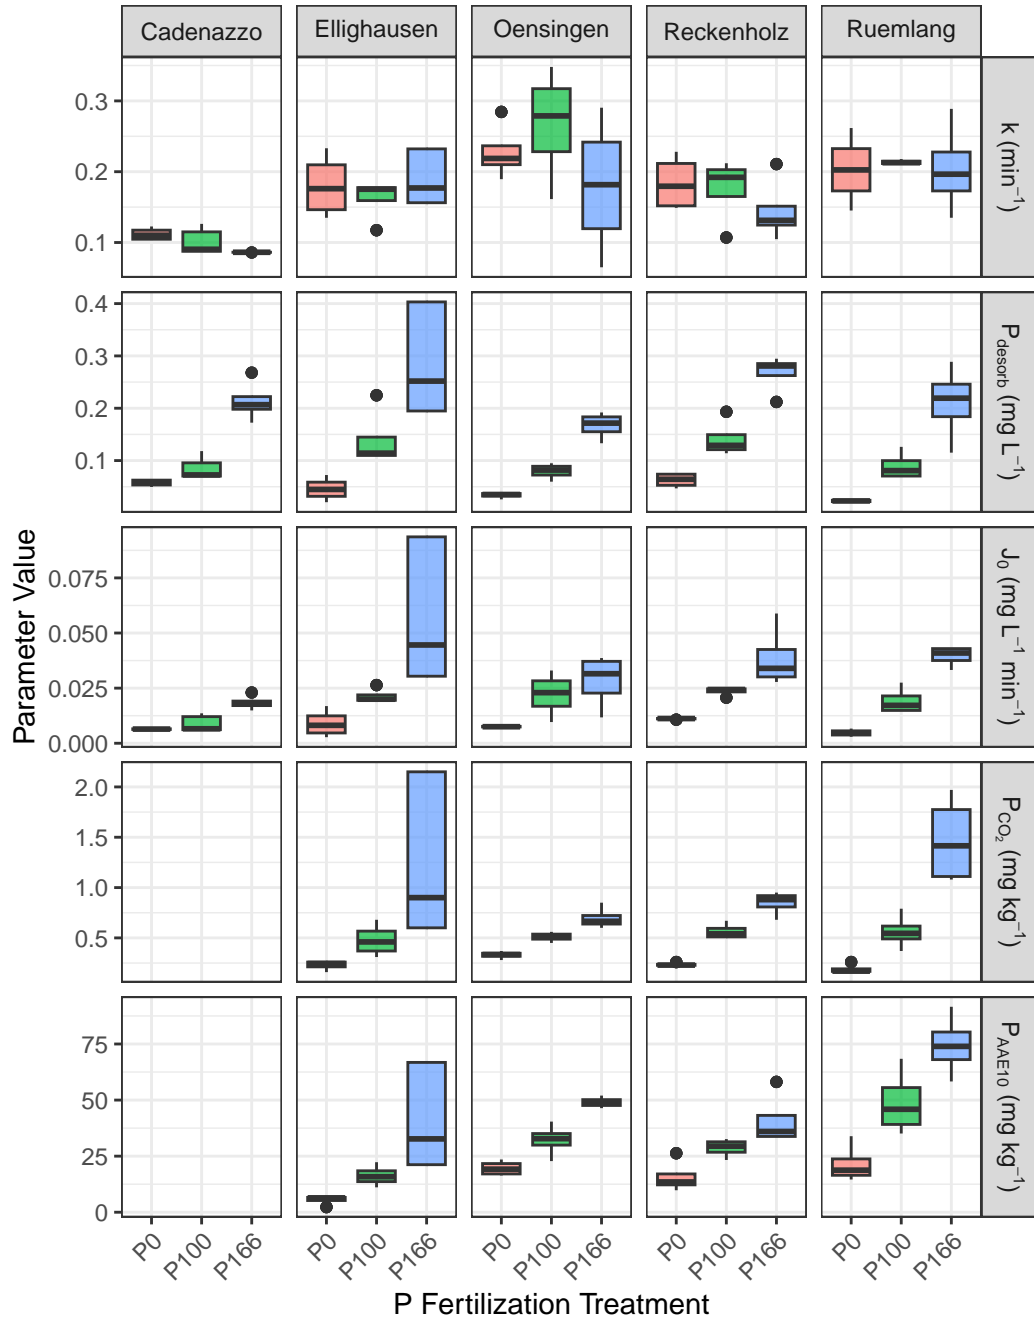 Cadenazzo Ellighausen Oensingen Reckenholz Ruemlang
0.3
0.2
0.1
k (min⁻¹)
0.4
0.3
0.2
0.1
P_desorb (mg L⁻¹)
0.075
0.050
0.025
0.000
J₀ (mg L⁻¹ min⁻¹)
2.0
1.5
1.0
0.5
P_CO₂ (mg kg⁻¹)
75
50
25
0
P_AAE10 (mg kg⁻¹)
Parameter Value
P0 P100 P166 P0 P100 P166 P0 P100 P166 P0 P100 P166 P0 P100 P166
P Fertilization Treatment